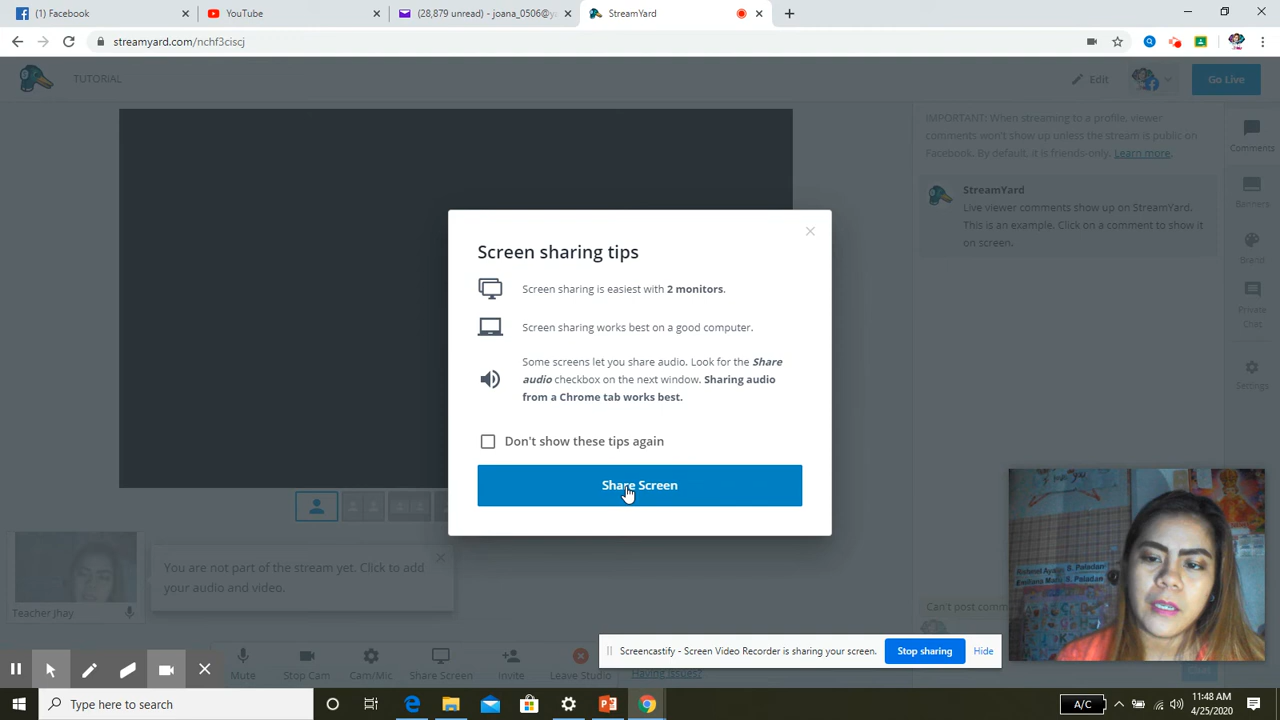 (1) Facebook
YouTube
(28,879 unread) - joana_0506@y
StreamYard
streamyard.com/nchf3ciscj
TUTORIAL
Edit
Go Live
IMPORTANT: When streaming to a profile, viewer
comments won't show up unless the stream is public on
Facebook. By default, it is friends-only. Learn more.
Comments
StreamYard
Live viewer comments show up on StreamYard.
This is an example. Click on a comment to show it
on screen.
Banners
Brand
Private
Chat
Settings
Screen sharing tips
Screen sharing is easiest with 2 monitors.
Screen sharing works best on a good computer.
Some screens let you share audio. Look for the Share
audio checkbox on the next window. Sharing audio
from a Chrome tab works best.
Don't show these tips again
Share Screen
You are not part of the stream yet. Click to add
your audio and video.
Teacher Jhay
Can't post comm
Mute
Stop Cam
Cam/Mic
Share Screen
Invite
Leave Studio
Having issues?
Screencastify - Screen Video Recorder is sharing your screen.
Stop sharing
Hide
Type here to search
A/C
11:48 AM
4/25/2020